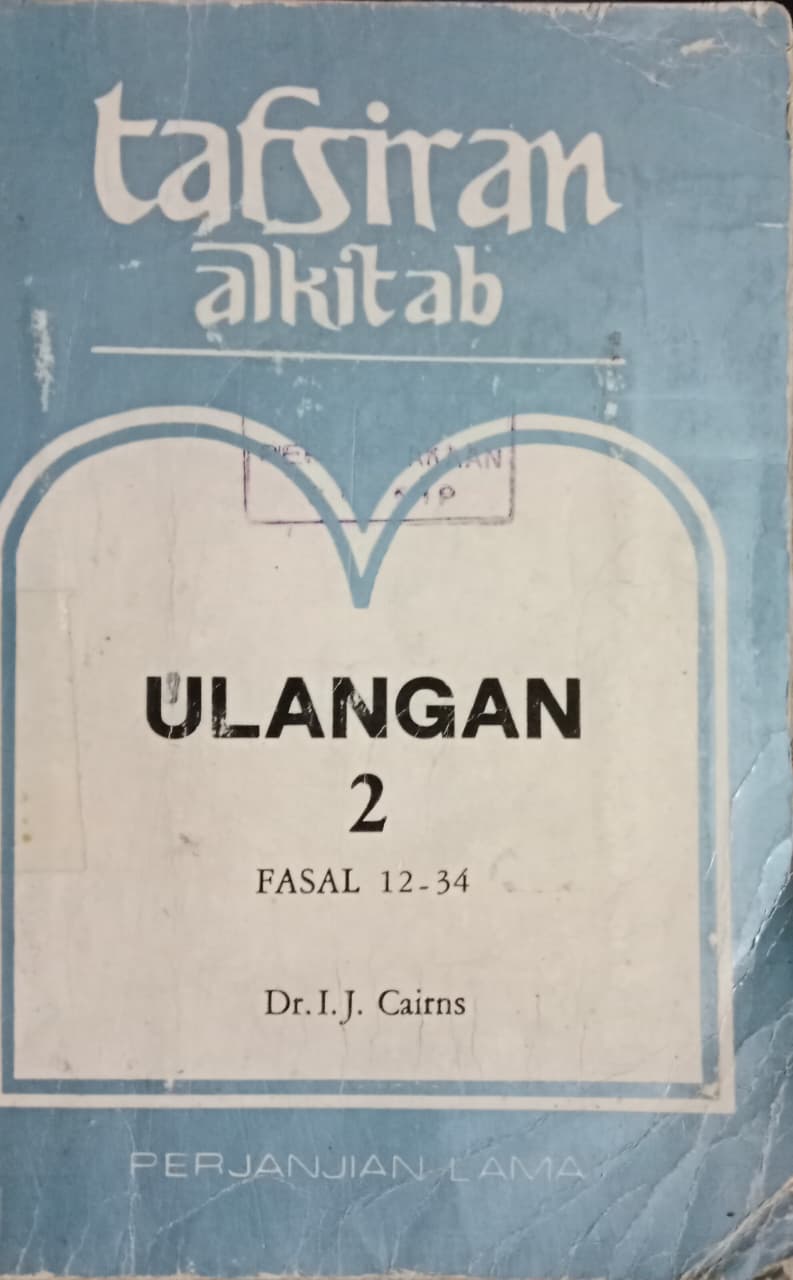 tafsiran
alkitab
ULANGAN
2
FASAL 12-34
Dr. I. J. Cairns
PERJANJIAN LAMA